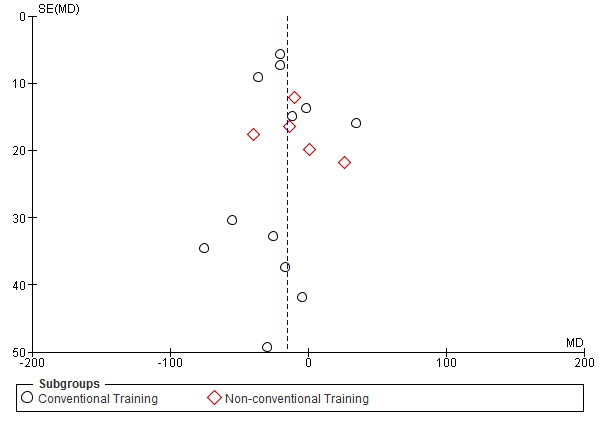 SE(MD)
0
10
20
30
40
50
MD
-200
-100
0
100
200
Subgroups
Conventional Training
Non-conventional Training